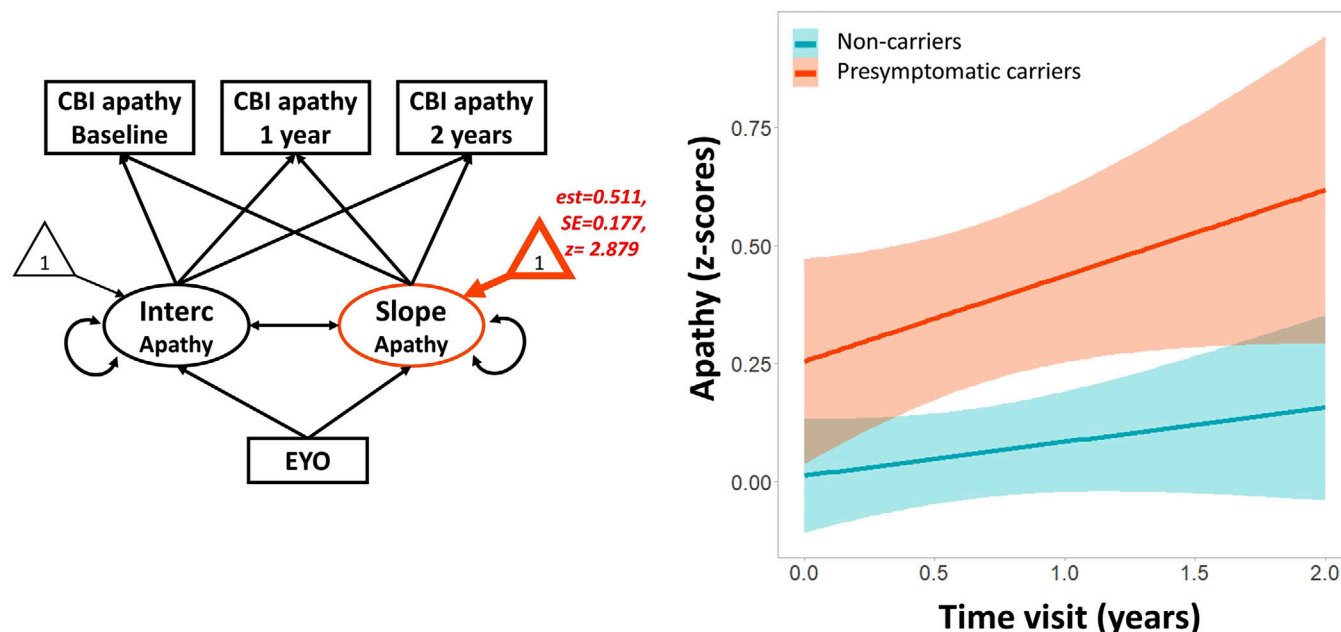 CBI apathy
Baseline
CBI apathy
1 year
CBI apathy
2 years
est=0.511,
SE=0.177,
z= 2.879
1
1
Interc
Apathy
Slope
Apathy
EYO
Non-carriers
Presymptomatic carriers
Apathy (z-scores)
0.75
0.50
0.25
0.00
0.0 0.5 1.0 1.5 2.0
Time visit (years)